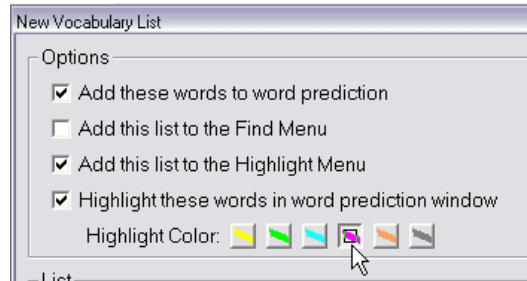 New Vocabulary List
Options
Add these words to word prediction
Add this list to the Find Menu
Add this list to the Highlight Menu
Highlight these words in word prediction window
Highlight Color:
List